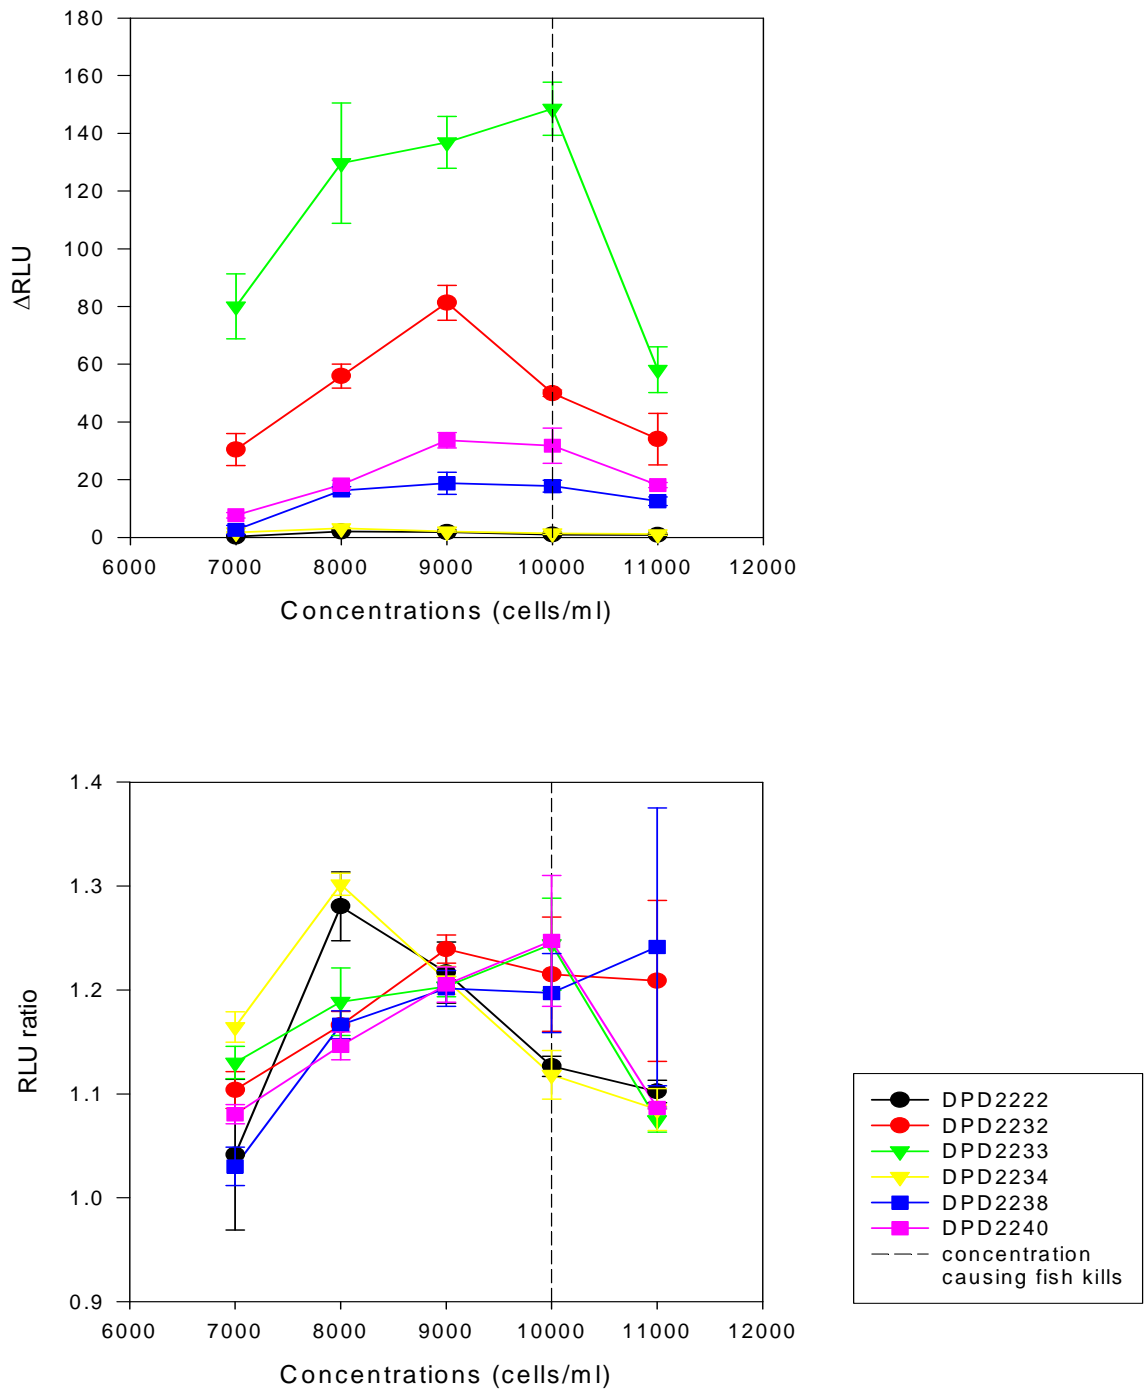 180
160
140
120
100
80
60
40
20
0
ΔRLU
6000 7000 8000 9000 10000 11000 12000
Concentrations (cells/ml)
1.4
1.3
1.2
1.1
1.0
0.9
RLU ratio
6000 7000 8000 9000 10000 11000 12000
Concentrations (cells/ml)
DPD2222
DPD2232
DPD2233
DPD2234
DPD2238
DPD2240
concentration
causing fish kills